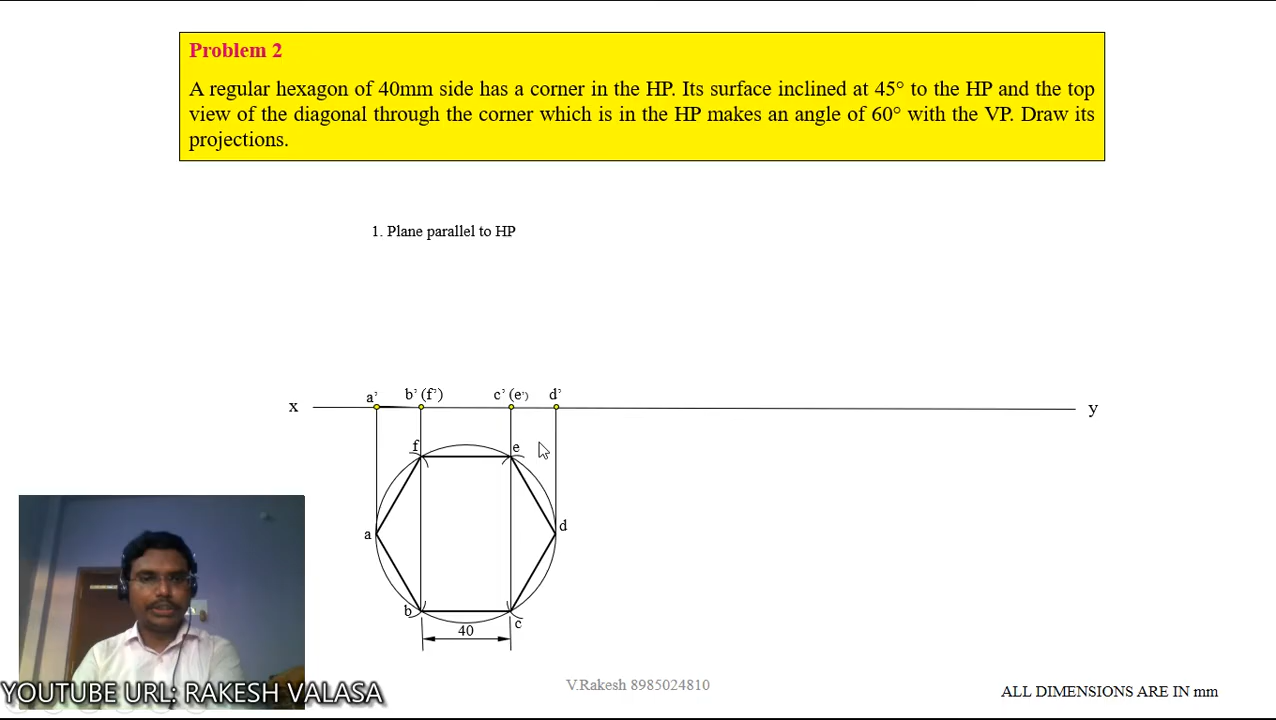 Problem 2
A regular hexagon of 40mm side has a corner in the HP. Its surface inclined at 45° to the HP and the top
view of the diagonal through the corner which is in the HP makes an angle of 60° with the VP. Draw its
projections.
1. Plane parallel to HP
a' b' (f') c' (e') d'
x y
f e
a d
b c
40
V.Rakesh 8985024810
YOUTUBE URL: RAKESH VALASA
ALL DIMENSIONS ARE IN mm